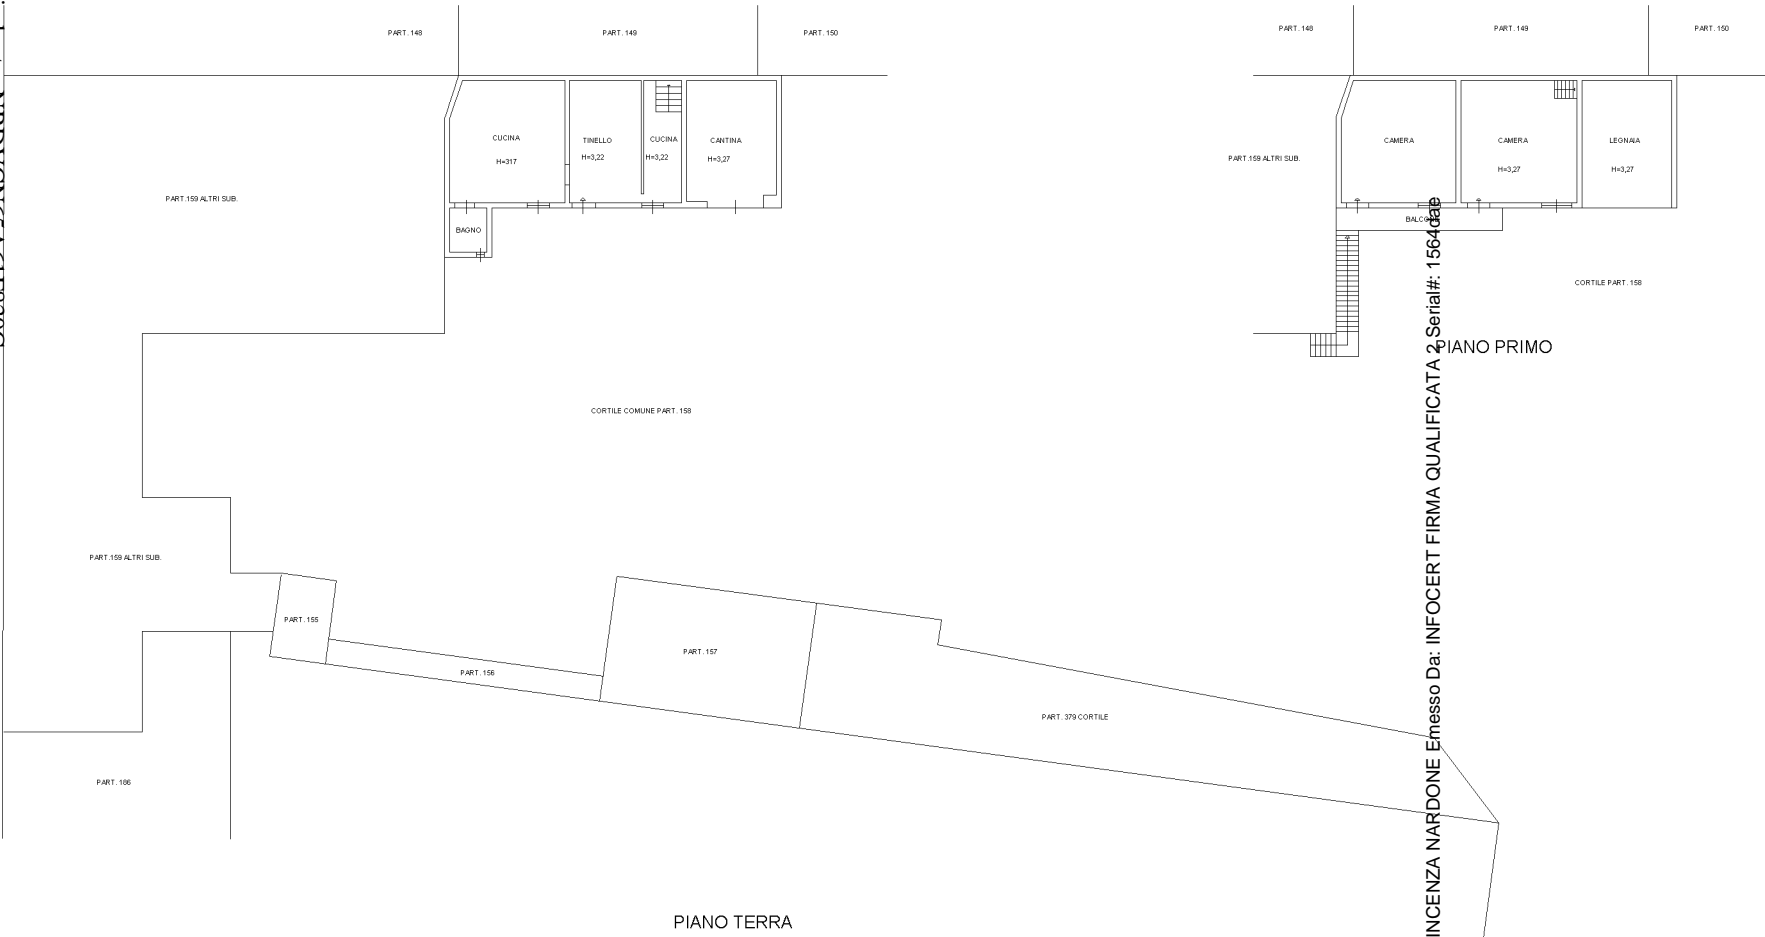 PART. 148
PART. 149
PART. 150
PART. 148
PART. 149
PART. 150
CUCINA
H=317
TINELLO
H=3,22
CUCINA
H=3,22
CANTINA
H=3,27
CAMERA
CAMERA
H=3,27
LEGNAIA
H=3,27
PART.159 ALTRI SUB.
PART.159 ALTRI SUB.
BAGNO
CORTILE PART. 158
PIANO PRIMO
CORTILE COMUNE PART. 158
PART.159 ALTRI SUB.
PART. 155
PART. 156
PART. 157
PART. 379 CORTILE
PART. 186
PIANO TERRA
INCENZA NARDONE Emesso Da: INFOCERT FIRMA QUALIFICATA 2 Serial#: 1564dae